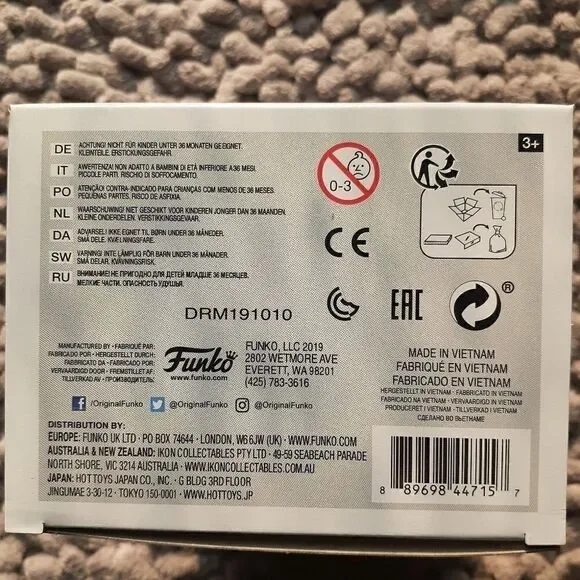 3+
DE ACHTUNG! NICHT FÜR KINDER UNTER 36 MONATEN GEEIGNET.
KLEINTEILE. ERSTICKUNGSGEFAHR.
IT AWERTENZA! NON ADATTO A BAMBINI DI ETÀ INFERIORE A 36 MESI.
PICCOLE PARTI. RISCHIO DI SOFFOCAMENTO.
PO ATENÇÃO! CONTRA-INDICADO PARA CRIANÇAS COM MENOS DE 36 MESES.
PEQUENAS PARTES. RISCO DE ASFIXIA.
NL WAARSCHUWING! NIET GESCHIKT VOOR KINDEREN JONGER DAN 36 MAANDEN.
KLEINE ONDERDELEN. VERSTIKKINGSGEVAAR.
DA ADVARSEL! IKKE EGNET TIL BØRN UNDER 36 MÅNEDER.
SMÅ DELE. KVÆLNINGSFARE.
SW VARNING! INTE LÄMPLIG FÖR BARN UNDER 36 MÅNADER.
SMÅ DELAR. KVÄVNINGSRISK.
RU ВНИМАНИЕ! НЕ ПРИГОДНО ДЛЯ ДЕТЕЙ МЛАДШЕ 36 МЕСЯЦЕВ.
МЕЛКИЕ ЧАСТИ. ОПАСНОСТЬ УДУШЬЯ.
0-3
CE
EAC
®
DRM191010
MANUFACTURED BY • FABRIQUÉ PAR:
FABRICADO POR • HERGESTELLT DURCH:
FABBRICATO DA • FABRICADO POR:
VERVAARDIGD DOOR • FREMSTILLET AF:
TILLVERKAD AV • ПРОИЗВОДИТЕЛЬ:
Funko
www.funko.com
FUNKO, LLC 2019
2802 WETMORE AVE
EVERETT, WA 98201
(425) 783-3616
MADE IN VIETNAM
FABRIQUÉ EN VIETNAM
FABRICADO EN VIETNAM
HERGESTELLT IN VIETNAM • FABBRICATO IN VIETNAM
FABRICADO NA VIETNAM • VERVAARDIGD IN VIETNAM
PRODUCERET I VIETNAM • TILLVERKAD I VIETNAM
СДЕЛАНО ВО ВЬЕТНАМЕ
f /OriginalFunko @OriginalFunko @OriginalFunko
DISTRIBUTION BY:
EUROPE: FUNKO UK LTD • PO BOX 74644 • LONDON, W6 6JW (UK) • WWW.FUNKO.COM
AUSTRALIA & NEW ZEALAND: IKON COLLECTABLES PTY LTD • 49-59 SEABEACH PARADE
NORTH SHORE, VIC 3214 AUSTRALIA • WWW.IKONCOLLECTABLES.COM.AU
JAPAN: HOT TOYS JAPAN CO., INC. • G BLDG 3RD FLOOR
JINGUMAE 3-30-12 • TOKYO 150-0001 • WWW.HOTTOYS.JP
8 89698 44715 7